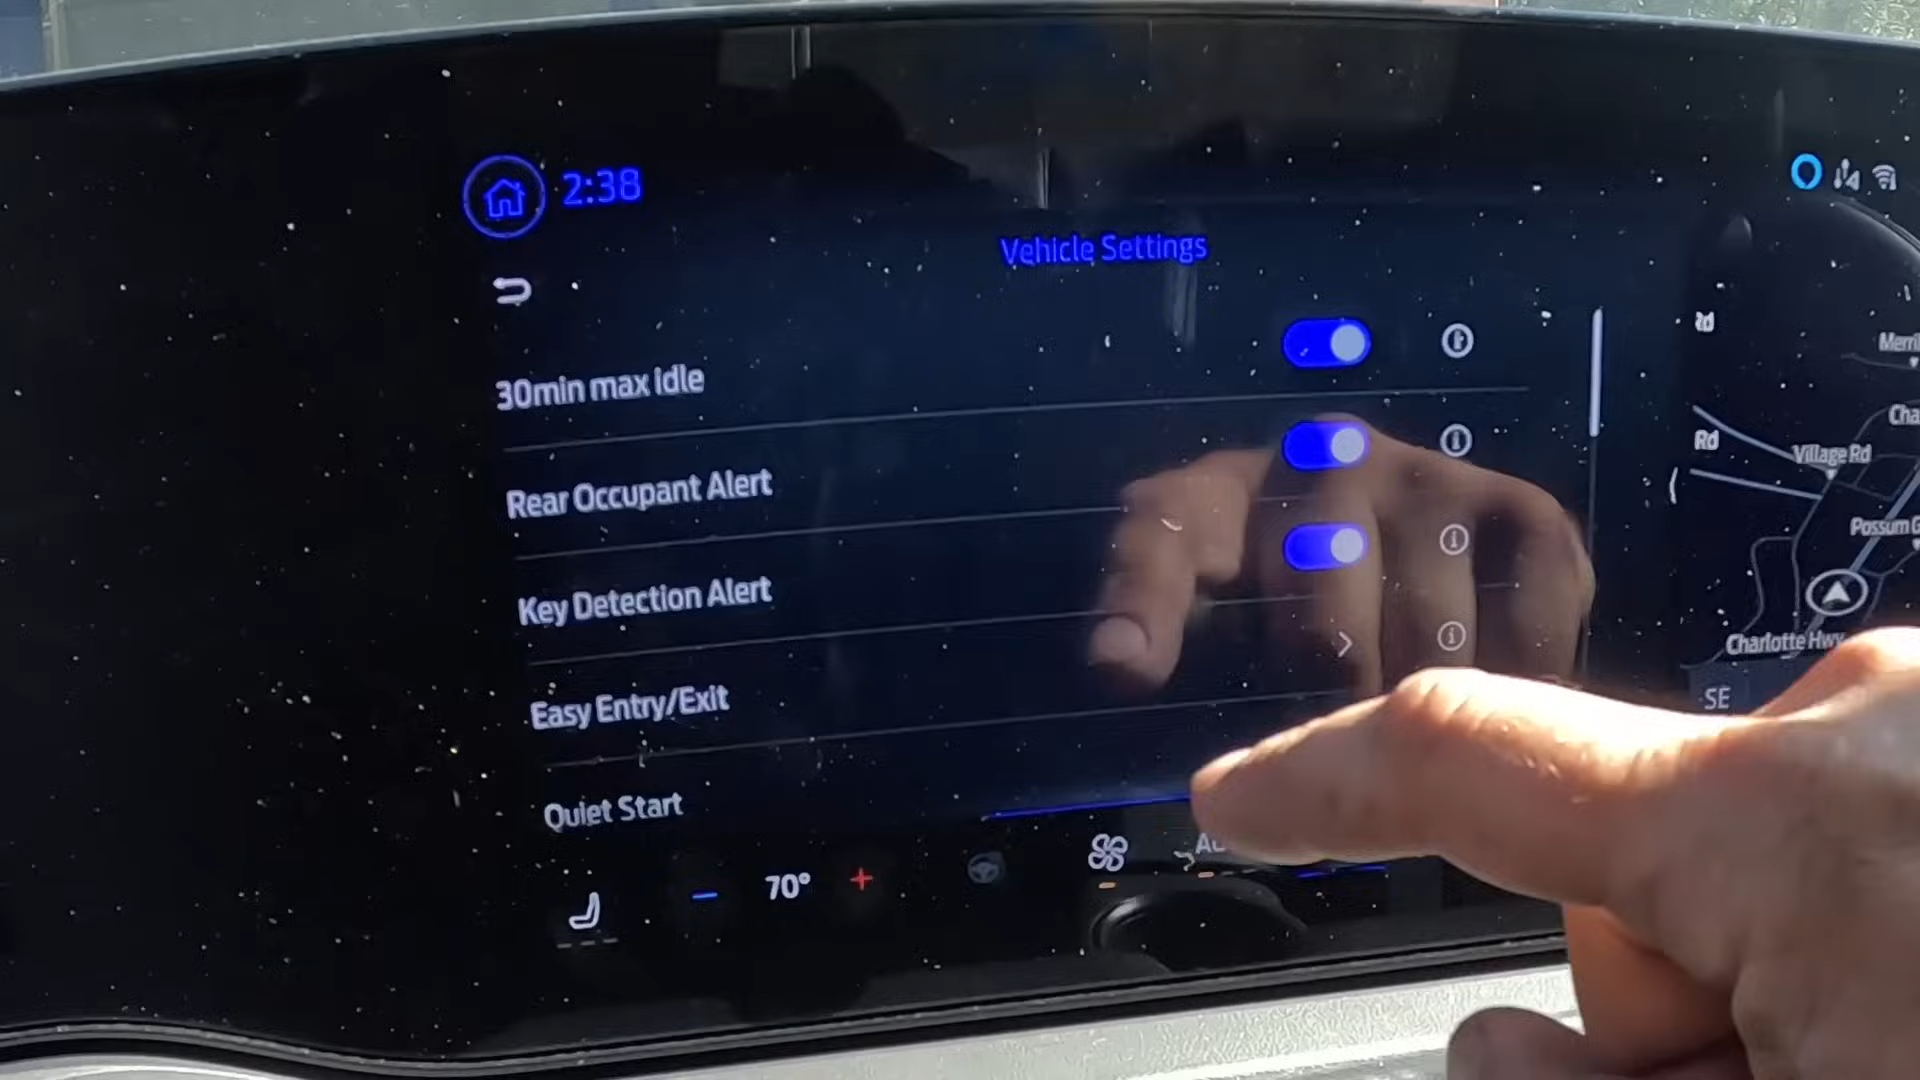 2:38
Vehicle Settings
30min max idle
Rear Occupant Alert
Key Detection Alert
Easy Entry/Exit
Quiet Start
70°
Rd
Village Rd
Charlotte Hwy
SE